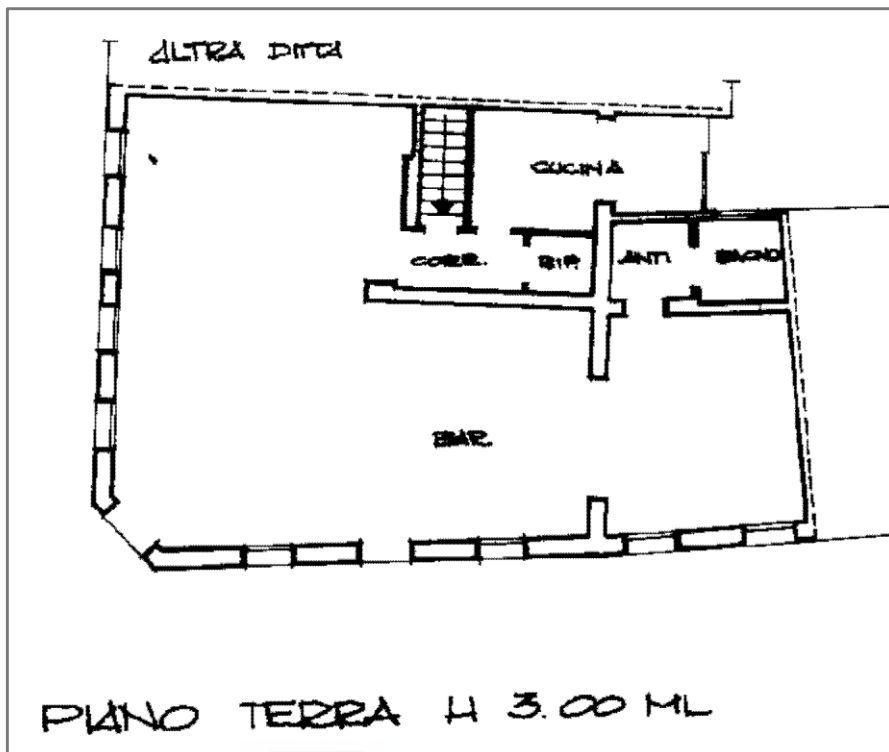 ALTRA DITTA
CUCINA
CORR.
RIP.
ANTI
BAGNO
BAR
PIANO TERRA H 3.00 ML